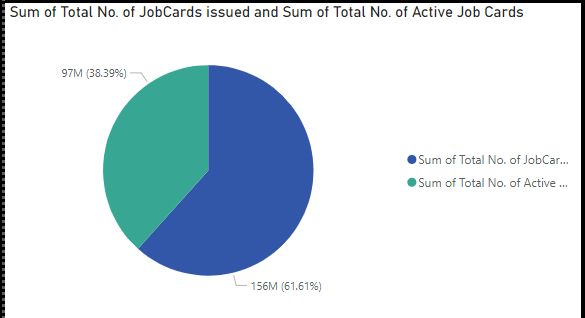 Sum of Total No. of JobCards issued and Sum of Total No. of Active Job Cards
97M (38.39%)
Sum of Total No. of JobCar...
Sum of Total No. of Active ...
156M (61.61%)